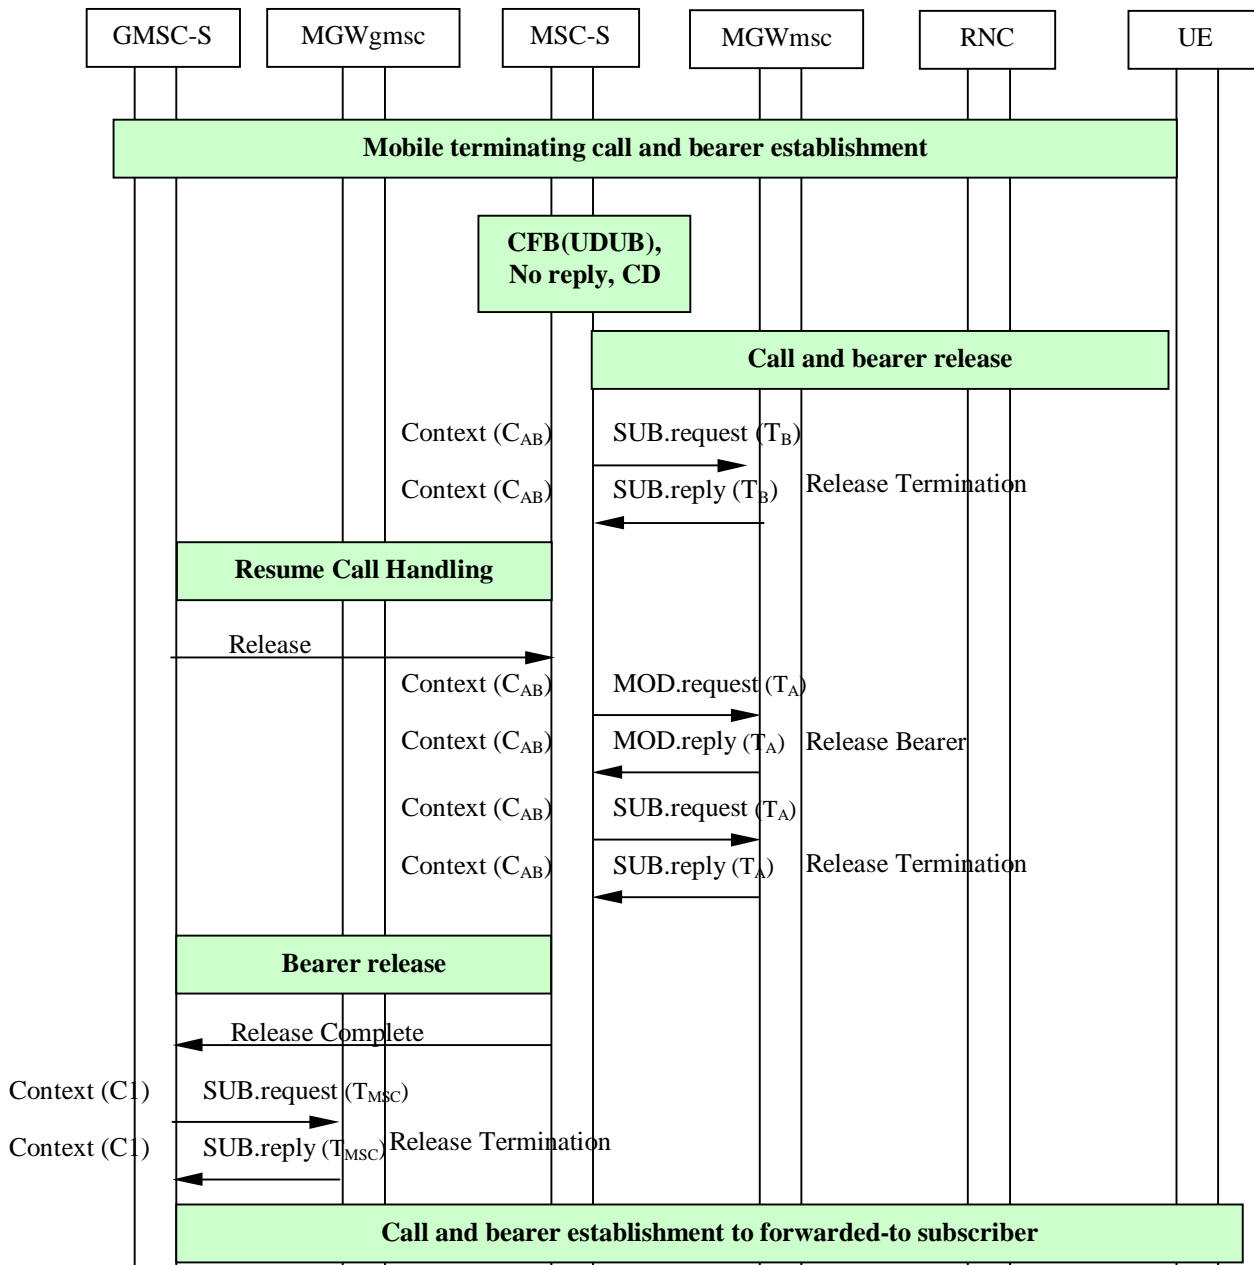 GMSC-S MGWgmsc MSC-S MGWmsc RNC UE
Mobile terminating call and bearer establishment
CFB(UDUB),
No reply, CD
Call and bearer release
Context (CAB) SUB.request (TB)
Context (CAB) SUB.reply (TB) Release Termination
Resume Call Handling
Release
Context (CAB) MOD.request (TA)
Context (CAB) MOD.reply (TA) Release Bearer
Context (CAB) SUB.request (TA)
Context (CAB) SUB.reply (TA) Release Termination
Bearer release
Release Complete
Context (C1) SUB.request (TMSC)
Context (C1) SUB.reply (TMSC) Release Termination
Call and bearer establishment to forwarded-to subscriber